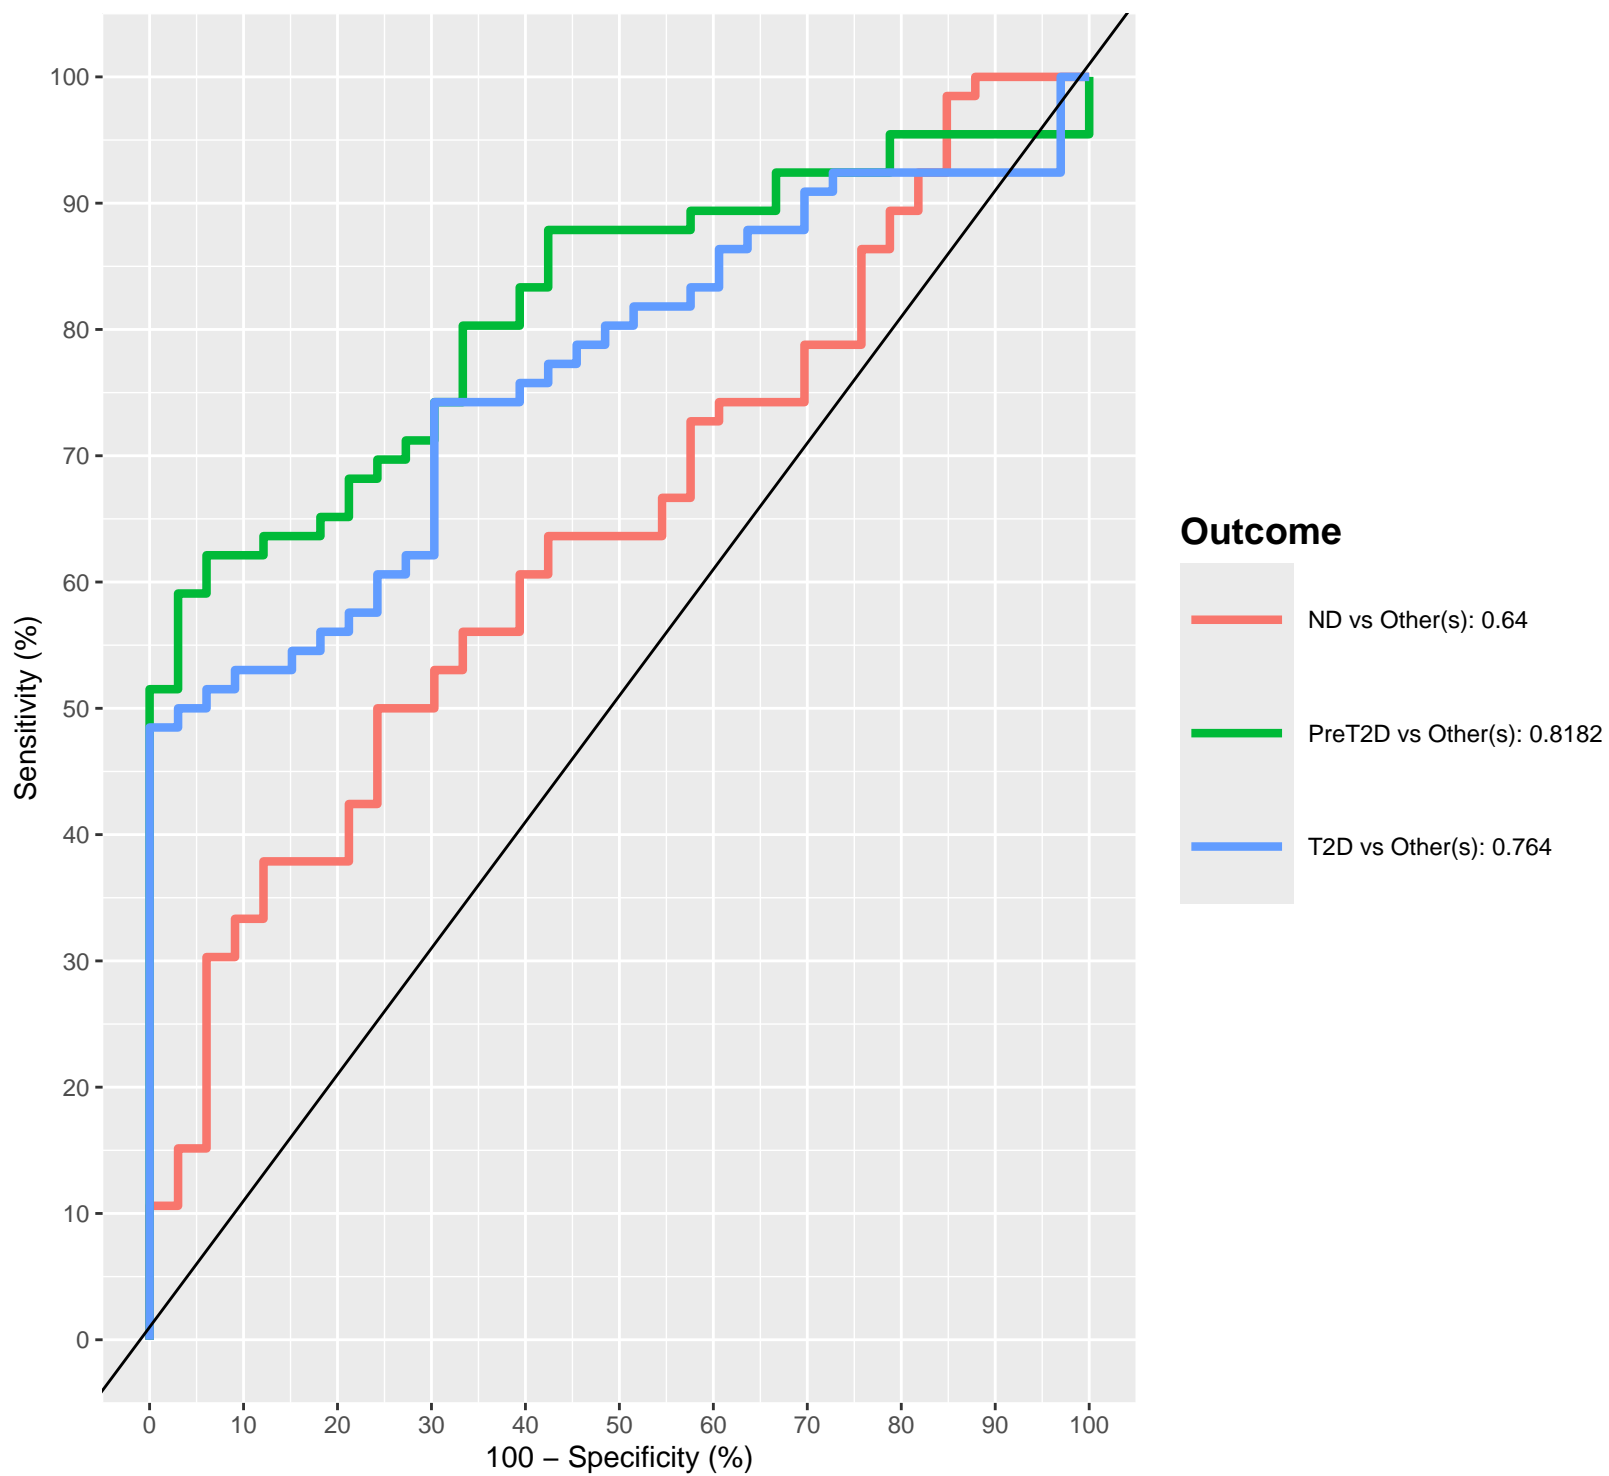 100
90
80
70
60
50
40
30
20
10
0
Sensitivity (%)
0 10 20 30 40 50 60 70 80 90 100
100 − Specificity (%)
Outcome
ND vs Other(s): 0.64
PreT2D vs Other(s): 0.8182
T2D vs Other(s): 0.764